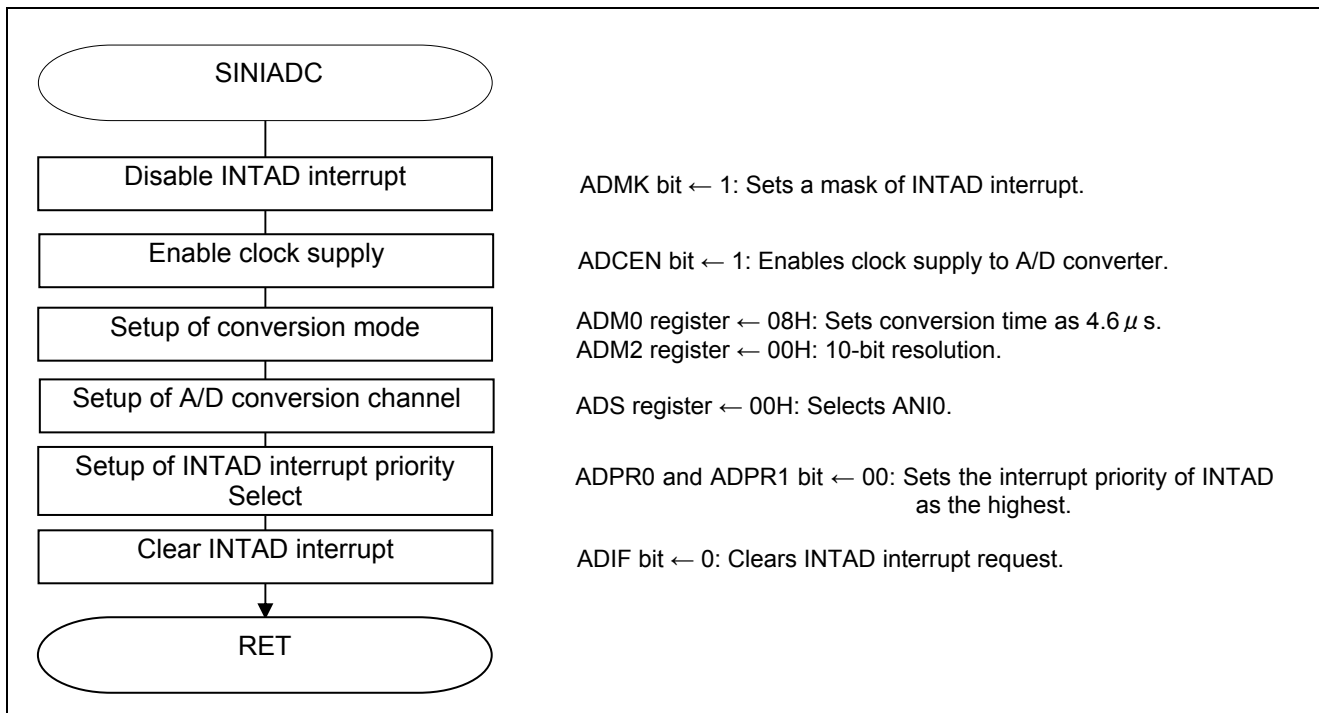 SINIADC
Disable INTAD interrupt
ADMK bit ← 1: Sets a mask of INTAD interrupt.
Enable clock supply
ADCEN bit ← 1: Enables clock supply to A/D converter.
Setup of conversion mode
ADM0 register ← 08H: Sets conversion time as 4.6 μ s.
ADM2 register ← 00H: 10-bit resolution.
Setup of A/D conversion channel
ADS register ← 00H: Selects ANI0.
Setup of INTAD interrupt priority
Select
ADPR0 and ADPR1 bit ← 00: Sets the interrupt priority of INTAD
as the highest.
Clear INTAD interrupt
ADIF bit ← 0: Clears INTAD interrupt request.
RET